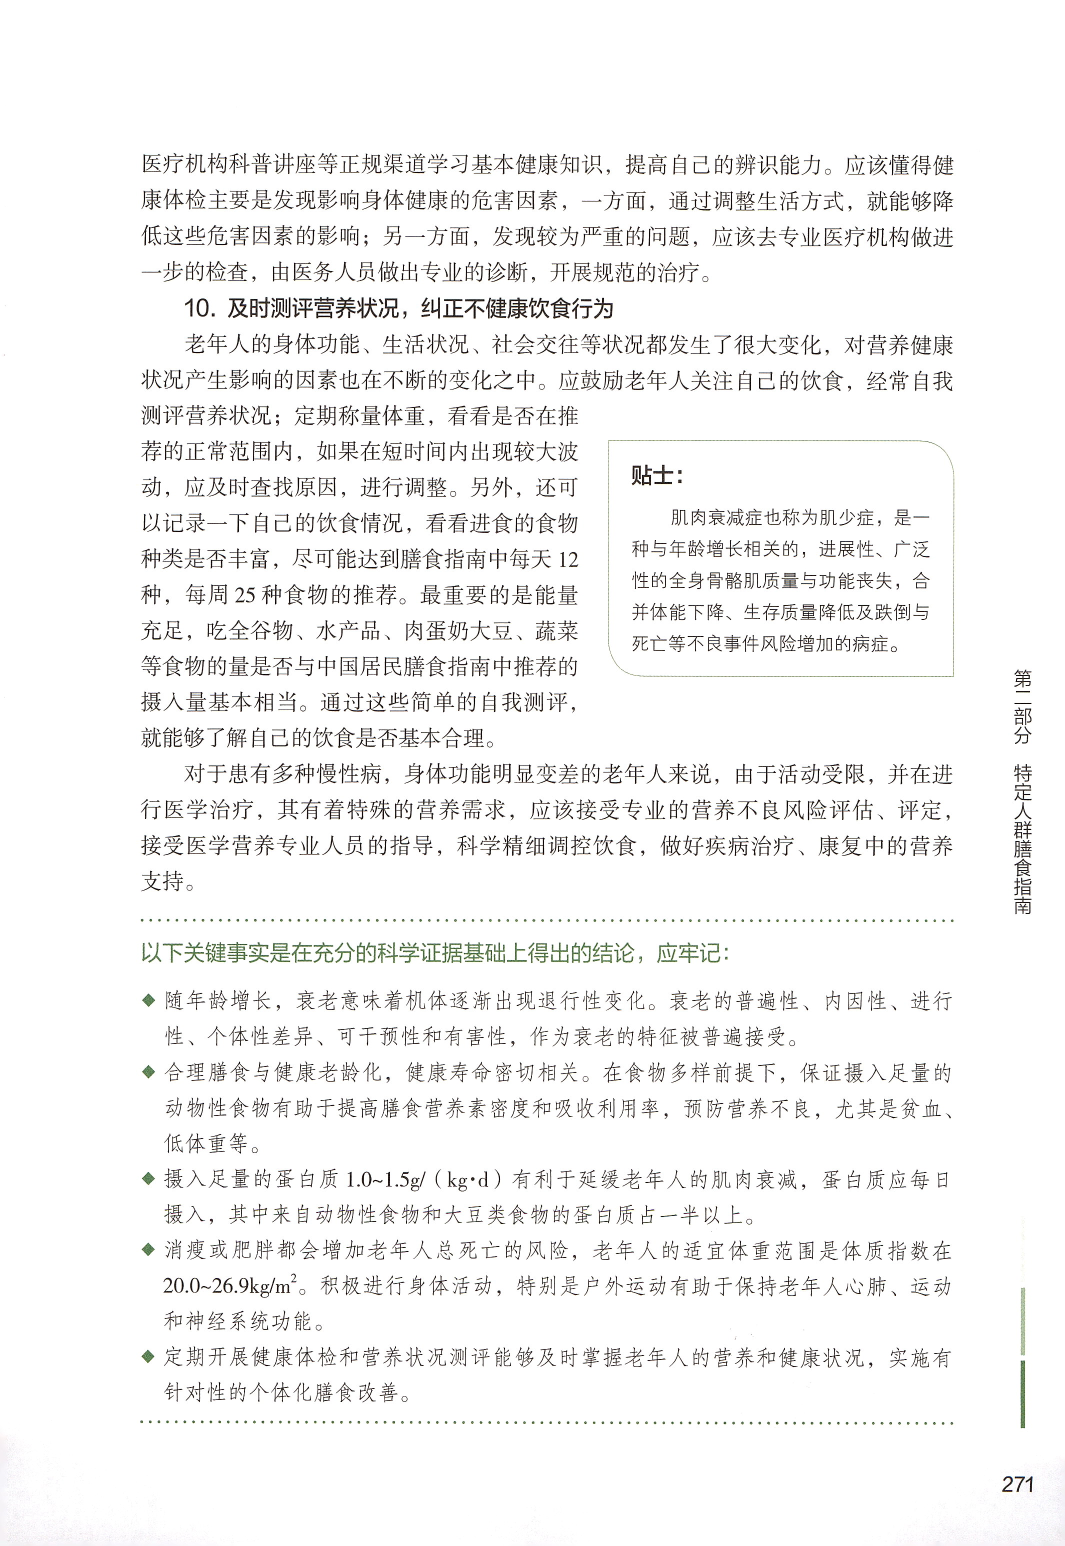 医疗机构科普讲座等正规渠道学习基本健康知识，提高自己的辨识能力。应该懂得健
康体检主要是发现影响身体健康的危害因素，一方面，通过调整生活方式，就能够降
低这些危害因素的影响；另一方面，发现较为严重的问题，应该去专业医疗机构做进
一步的检查，由医务人员做出专业的诊断，开展规范的治疗。
10. 及时测评营养状况，纠正不健康饮食行为
老年人的身体功能、生活状况、社会交往等状况都发生了很大变化，对营养健康
状况产生影响的因素也在不断的变化之中。应鼓励老年人关注自己的饮食，经常自我
测评营养状况；定期称量体重，看看是否在推
荐的正常范围内，如果在短时间内出现较大波
动，应及时查找原因，进行调整。另外，还可
以记录一下自己的饮食情况，看看进食的食物
种类是否丰富，尽可能达到膳食指南中每天 12
种，每周 25 种食物的推荐。最重要的是能量
充足，吃全谷物、水产品、肉蛋奶大豆、蔬菜
等食物的量是否与中国居民膳食指南中推荐的
摄入量基本相当。通过这些简单的自我测评，
就能够了解自己的饮食是否基本合理。
贴士：
肌肉衰减症也称为肌少症，是一
种与年龄增长相关的，进展性、广泛
性的全身骨骼肌质量与功能丧失，合
并体能下降、生存质量降低及跌倒与
死亡等不良事件风险增加的病症。
对于患有多种慢性病，身体功能明显变差的老年人来说，由于活动受限，并在进
行医学治疗，其有着特殊的营养需求，应该接受专业的营养不良风险评估、评定，
接受医学营养专业人员的指导，科学精细调控饮食，做好疾病治疗、康复中的营养
支持。
以下关键事实是在充分的科学证据基础上得出的结论，应牢记：
◆ 随年龄增长，衰老意味着机体逐渐出现退行性变化。衰老的普遍性、内因性、进行
性、个体性差异、可干预性和有害性，作为衰老的特征被普遍接受。
◆ 合理膳食与健康老龄化，健康寿命密切相关。在食物多样前提下，保证摄入足量的
动物性食物有助于提高膳食营养素密度和吸收利用率，预防营养不良，尤其是贫血、
低体重等。
◆ 摄入足量的蛋白质 1.0~1.5g/（kg·d）有利于延缓老年人的肌肉衰减，蛋白质应每日
摄入，其中来自动物性食物和大豆类食物的蛋白质占一半以上。
◆ 消瘦或肥胖都会增加老年人总死亡的风险，老年人的适宜体重范围是体质指数在
20.0~26.9kg/m²。积极进行身体活动，特别是户外运动有助于保持老年人心肺、运动
和神经系统功能。
◆ 定期开展健康体检和营养状况测评能够及时掌握老年人的营养和健康状况，实施有
针对性的个体化膳食改善。
第二部分 特定人群膳食指南
271